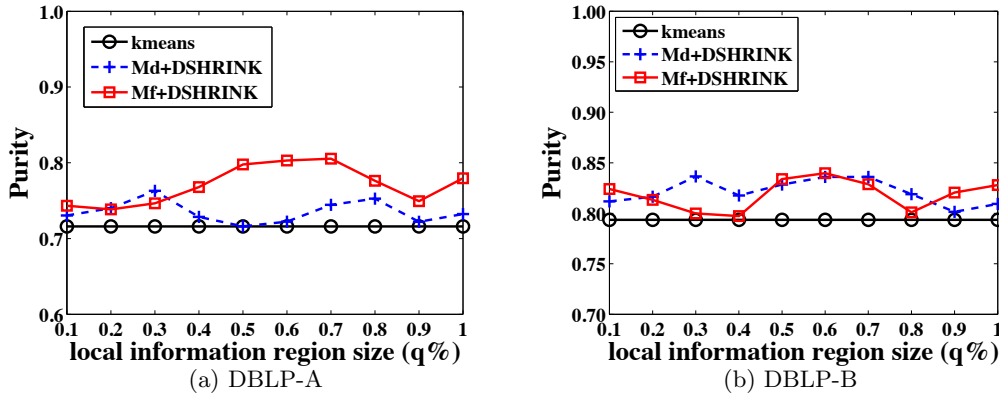 1.0
0.9
0.8
0.7
0.6
Purity
kmeans
Md+DSHRINK
Mf+DSHRINK
0.1 0.2 0.3 0.4 0.5 0.6 0.7 0.8 0.9 1
local information region size (q%)
(a) DBLP-A
1.00
0.95
0.90
0.85
0.80
0.75
0.70
Purity
kmeans
Md+DSHRINK
Mf+DSHRINK
0.1 0.2 0.3 0.4 0.5 0.6 0.7 0.8 0.9 1
local information region size (q%)
(b) DBLP-B